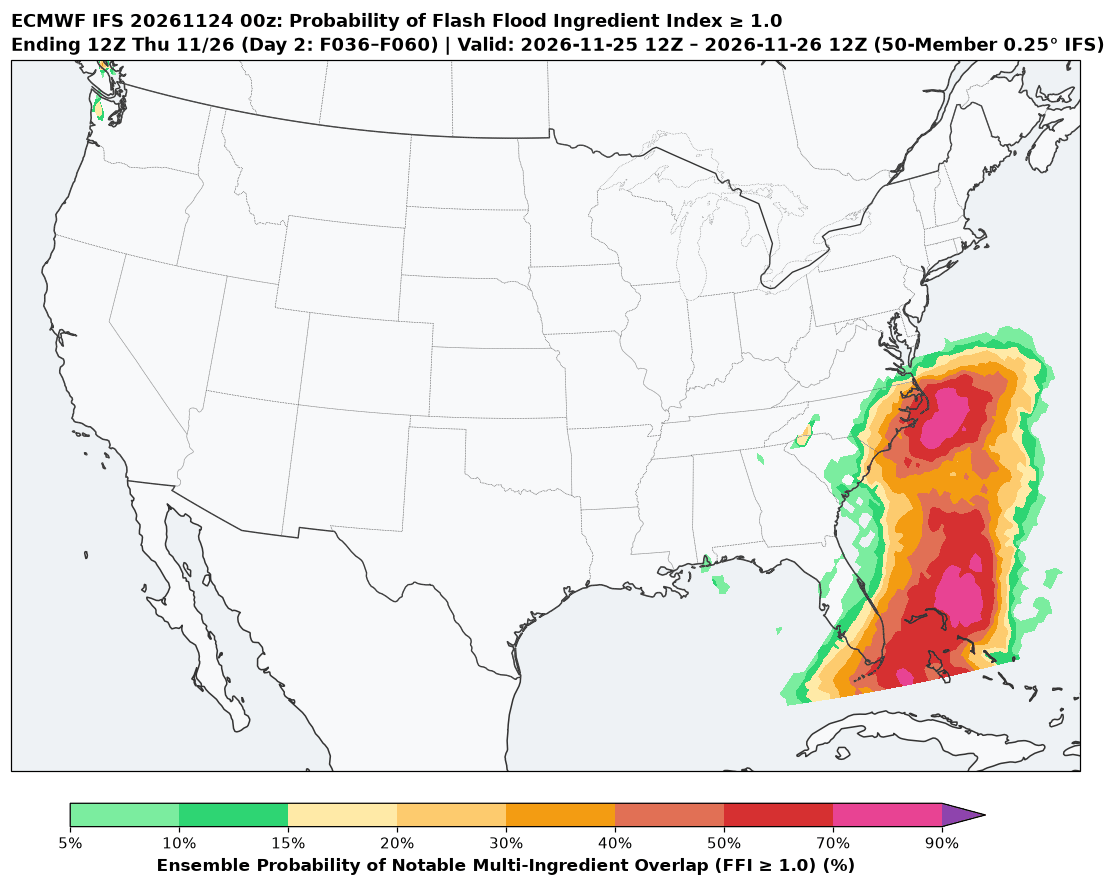 ECMWF IFS 20261124 00z: Probability of Flash Flood Ingredient Index ≥ 1.0
Ending 12Z Thu 11/26 (Day 2: F036–F060) | Valid: 2026-11-25 12Z – 2026-11-26 12Z (50-Member 0.25° IFS)
5% 10% 15% 20% 30% 40% 50% 70% 90%
Ensemble Probability of Notable Multi-Ingredient Overlap (FFI ≥ 1.0) (%)